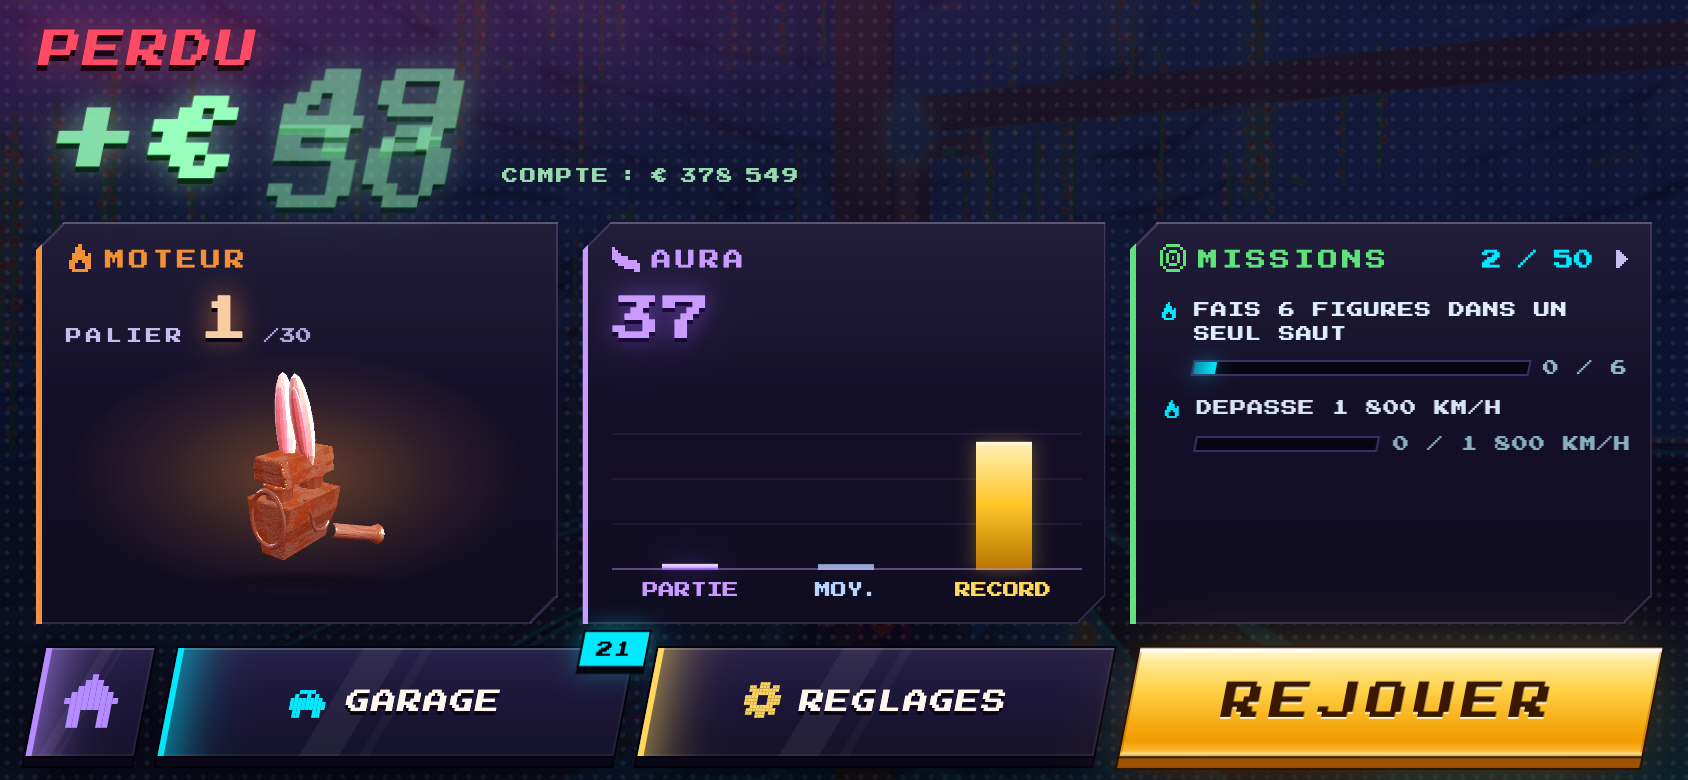 PERDU
+ €
COMPTE : € 378 549
MOTEUR
PALIER 1 /30
AURA
37
PARTIE MOY. RECORD
MISSIONS 2 / 50
FAIS 6 FIGURES DANS UN
SEUL SAUT
0 / 6
DEPASSE 1 800 KM/H
0 / 1 800 KM/H
21
GARAGE
REGLAGES
REJOUER